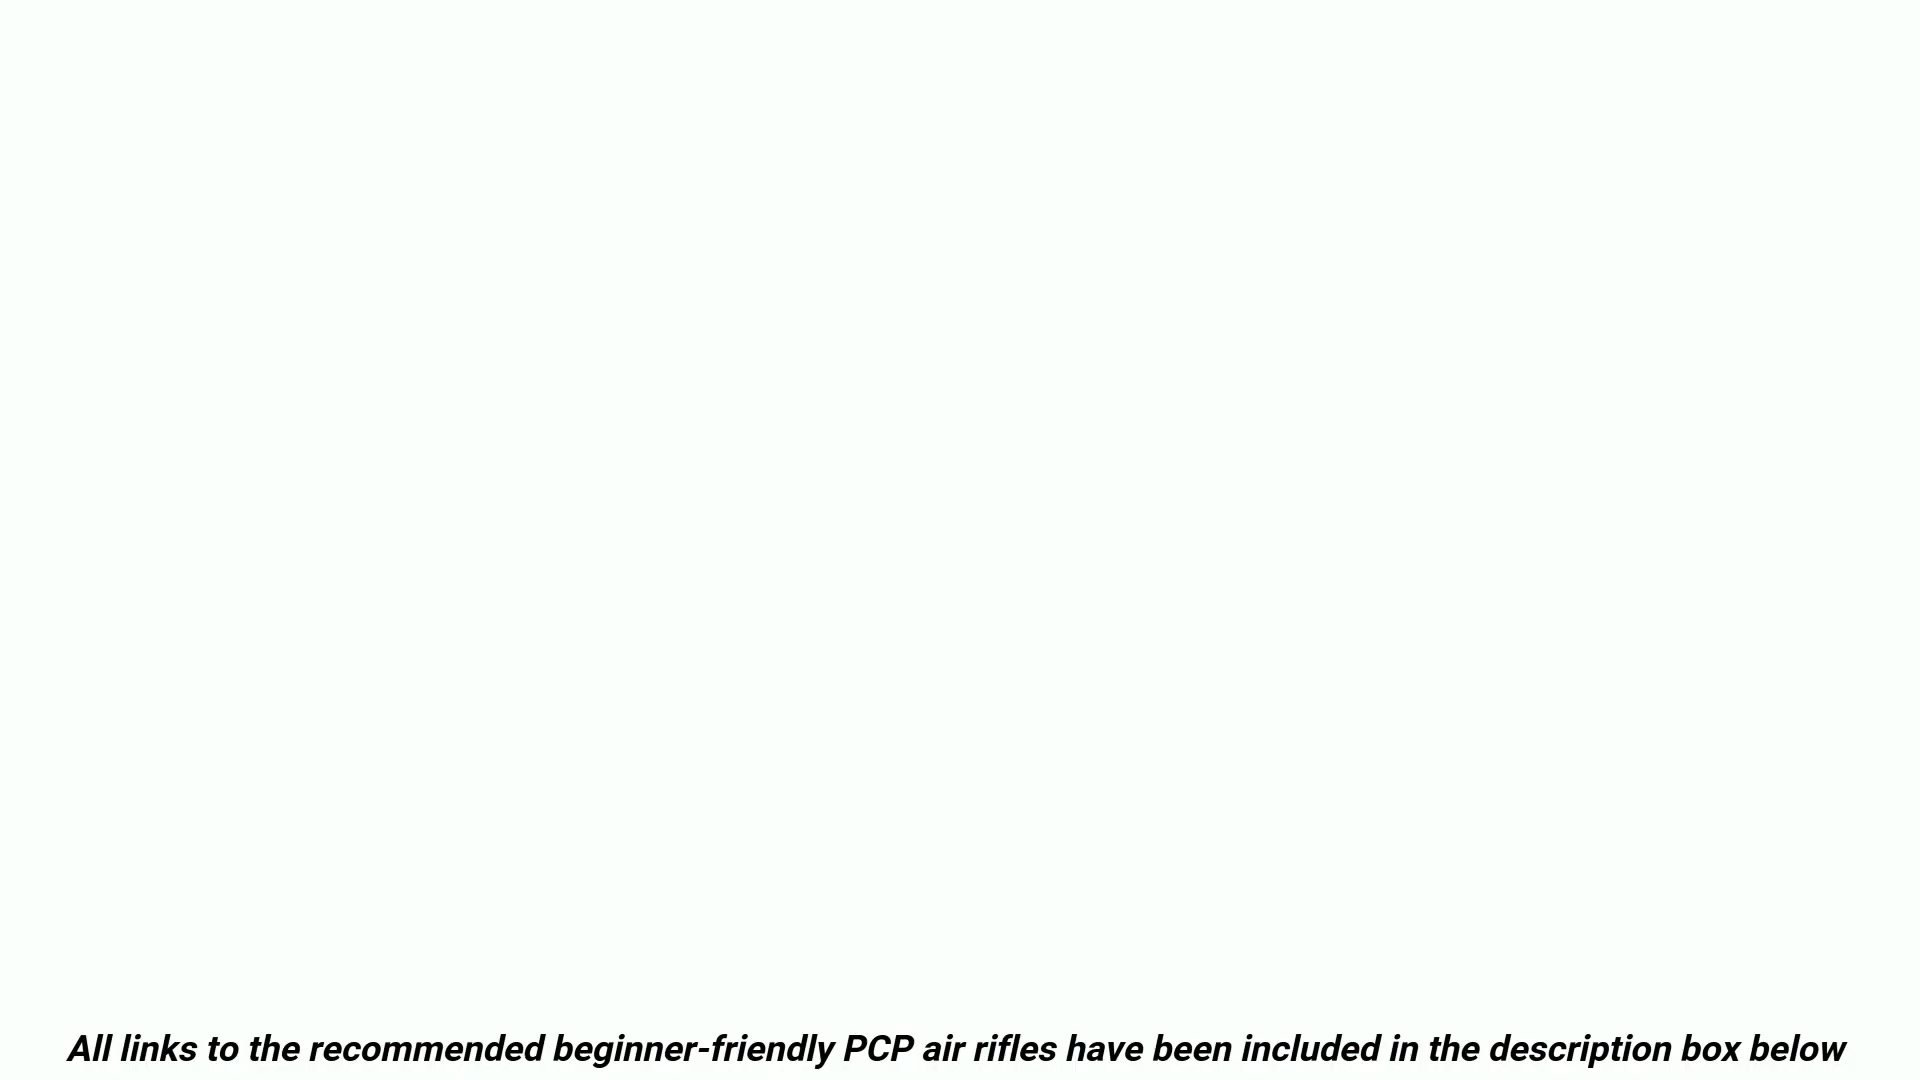 All links to the recommended beginner-friendly PCP air rifles have been included in the description box below